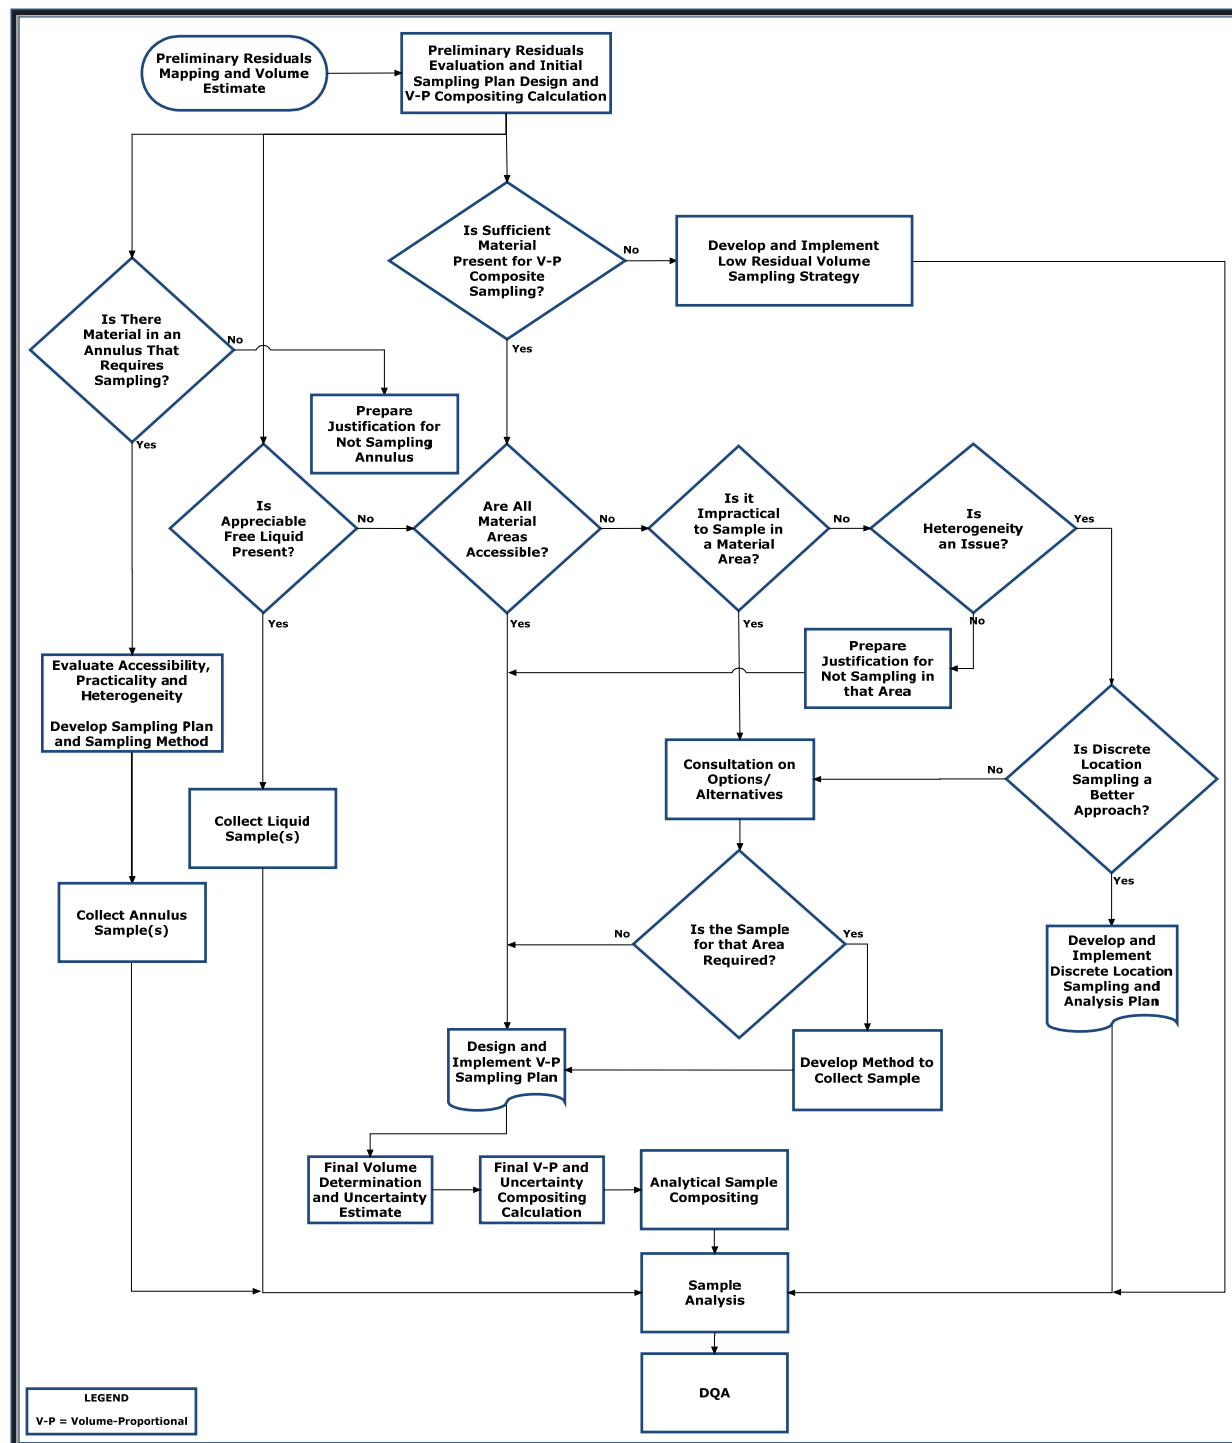 Preliminary Residuals
Mapping and Volume
Estimate
Preliminary Residuals
Evaluation and Initial
Sampling Plan Design and
V-P Compositing Calculation
Is Sufficient
Material
Present for V-P
Composite
Sampling?
No
Develop and Implement
Low Residual Volume
Sampling Strategy
Yes
Is There
Material in an
Annulus That
Requires
Sampling?
No
Yes
Prepare
Justification for
Not Sampling
Annulus
Is
Appreciable
Free Liquid
Present?
No
Yes
Are All
Material
Areas
Accessible?
No
Yes
Is it
Impractical
to Sample in
a Material
Area?
No
Yes
Is
Heterogeneity
an Issue?
Yes
No
Prepare
Justification for
Not Sampling in
that Area
Evaluate Accessibility,
Practicality and
Heterogeneity
Develop Sampling Plan
and Sampling Method
Consultation on
Options/
Alternatives
Is Discrete
Location
Sampling a
Better
Approach?
No
Yes
Collect Liquid
Sample(s)
Collect Annulus
Sample(s)
Is the Sample
for that Area
Required?
No
Yes
Develop and
Implement
Discrete Location
Sampling and
Analysis Plan
Design and
Implement V-P
Sampling Plan
Develop Method to
Collect Sample
Final Volume
Determination
and Uncertainty
Estimate
Final V-P and
Uncertainty
Compositing
Calculation
Analytical Sample
Compositing
Sample
Analysis
DQA
LEGEND
V-P = Volume-Proportional